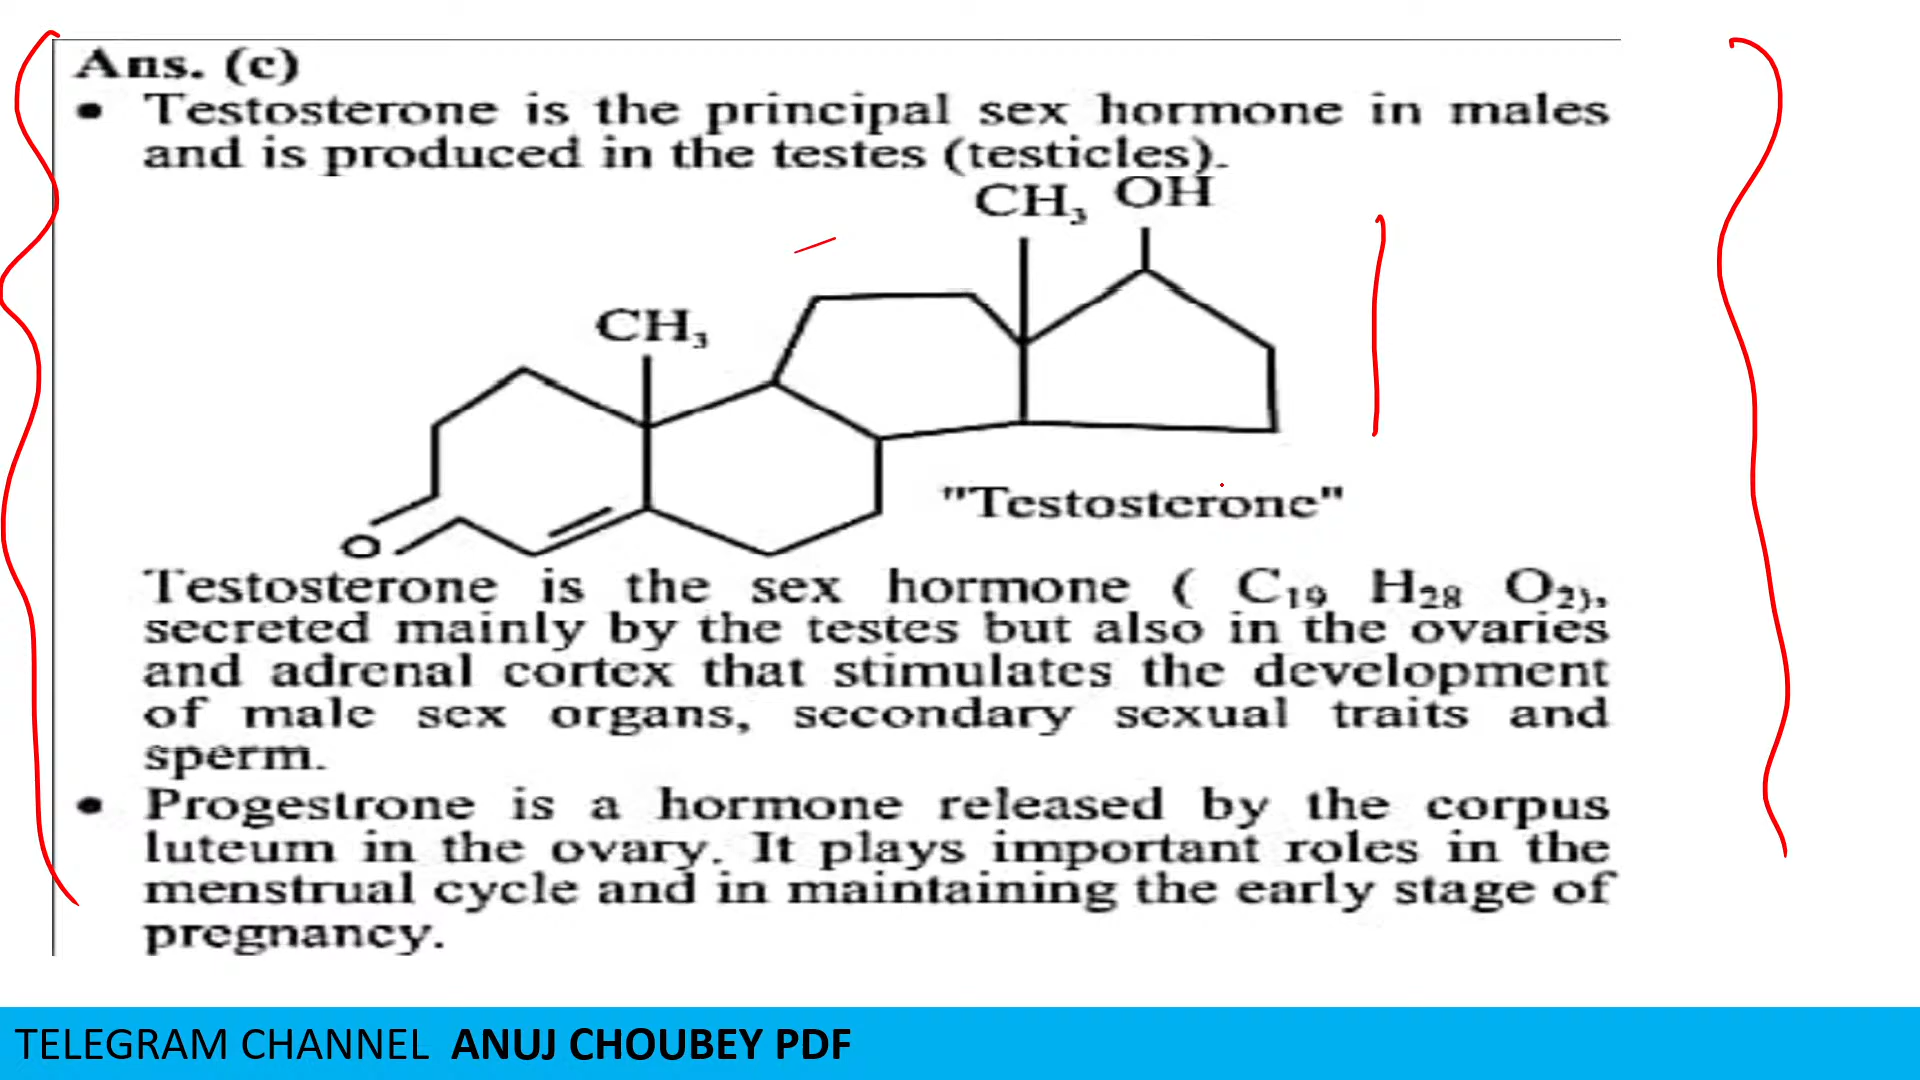 Ans. (c)
• Testosterone is the principal sex hormone in males
and is produced in the testes (testicles).
CH₃ OH
CH₃
"Testosterone"
O
Testosterone is the sex hormone ( C₁₉ H₂₈ O₂),
secreted mainly by the testes but also in the ovaries
and adrenal cortex that stimulates the development
of male sex organs, secondary sexual traits and
sperm.
• Progestrone is a hormone released by the corpus
luteum in the ovary. It plays important roles in the
menstrual cycle and in maintaining the early stage of
pregnancy.
TELEGRAM CHANNEL ANUJ CHOUBEY PDF